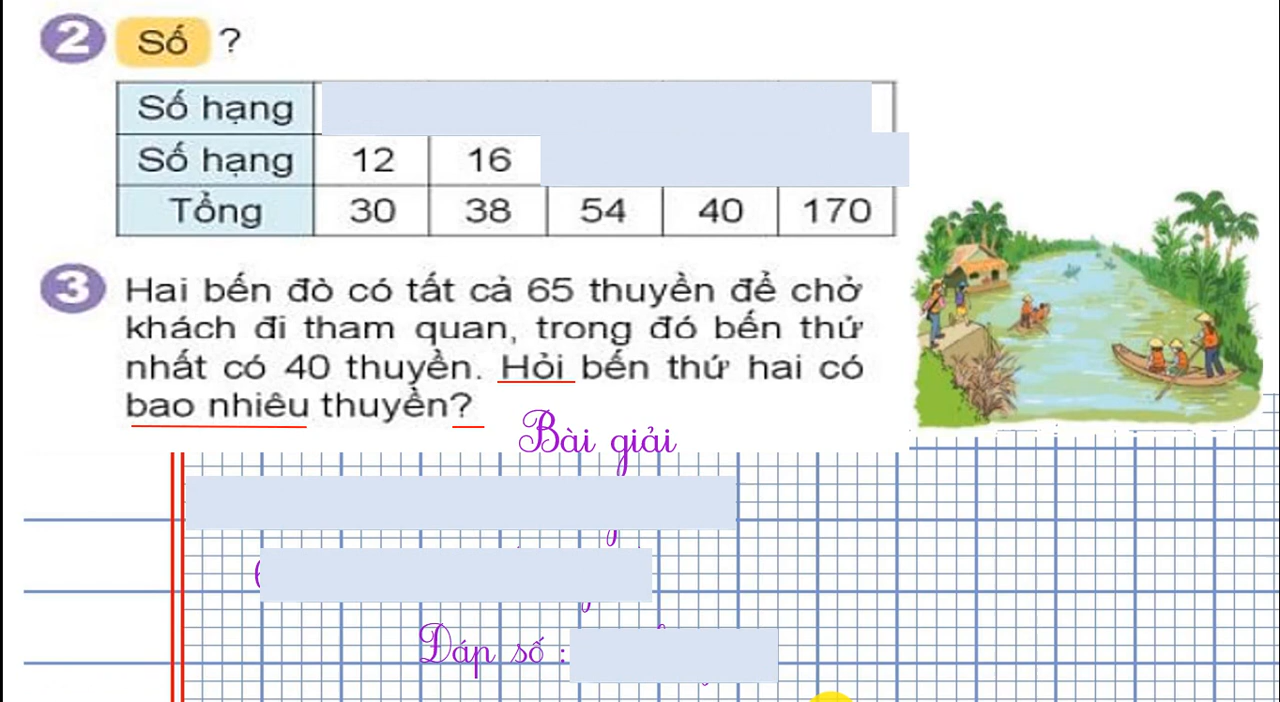 2 Số ?
Số hạng
Số hạng 12 16
Tổng 30 38 54 40 170
3 Hai bến đò có tất cả 65 thuyền để chở
khách đi tham quan, trong đó bến thứ
nhất có 40 thuyền. Hỏi bến thứ hai có
bao nhiêu thuyền?
Bài giải
Đáp số :